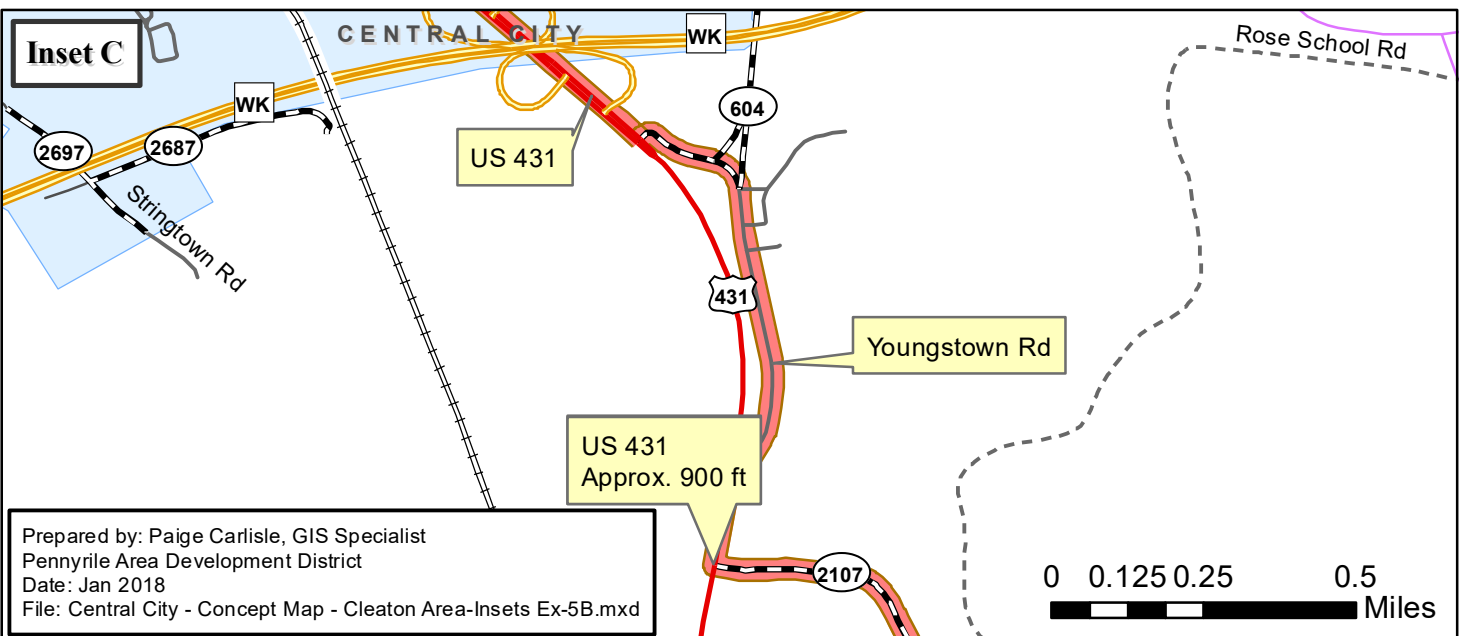 Inset C
CENTRAL CITY
WK
Rose School Rd
WK
604
2697
2687
US 431
Stringtown Rd
431
Youngstown Rd
US 431
Approx. 900 ft
Prepared by: Paige Carlisle, GIS Specialist
Pennyrile Area Development District
Date: Jan 2018
File: Central City - Concept Map - Cleaton Area-Insets Ex-5B.mxd
2107
0 0.125 0.25 0.5
Miles